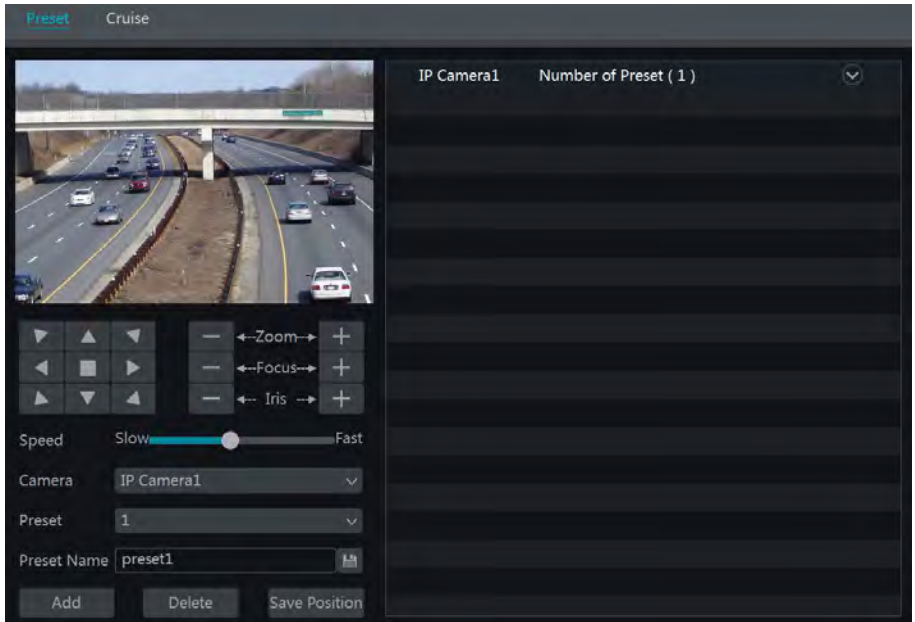 Preset Cruise
IP Camera1 Number of Preset ( 1 )
Zoom
Focus
Iris
Speed Slow Fast
Camera IP Camera1
Preset 1
Preset Name preset1
Add Delete Save Position